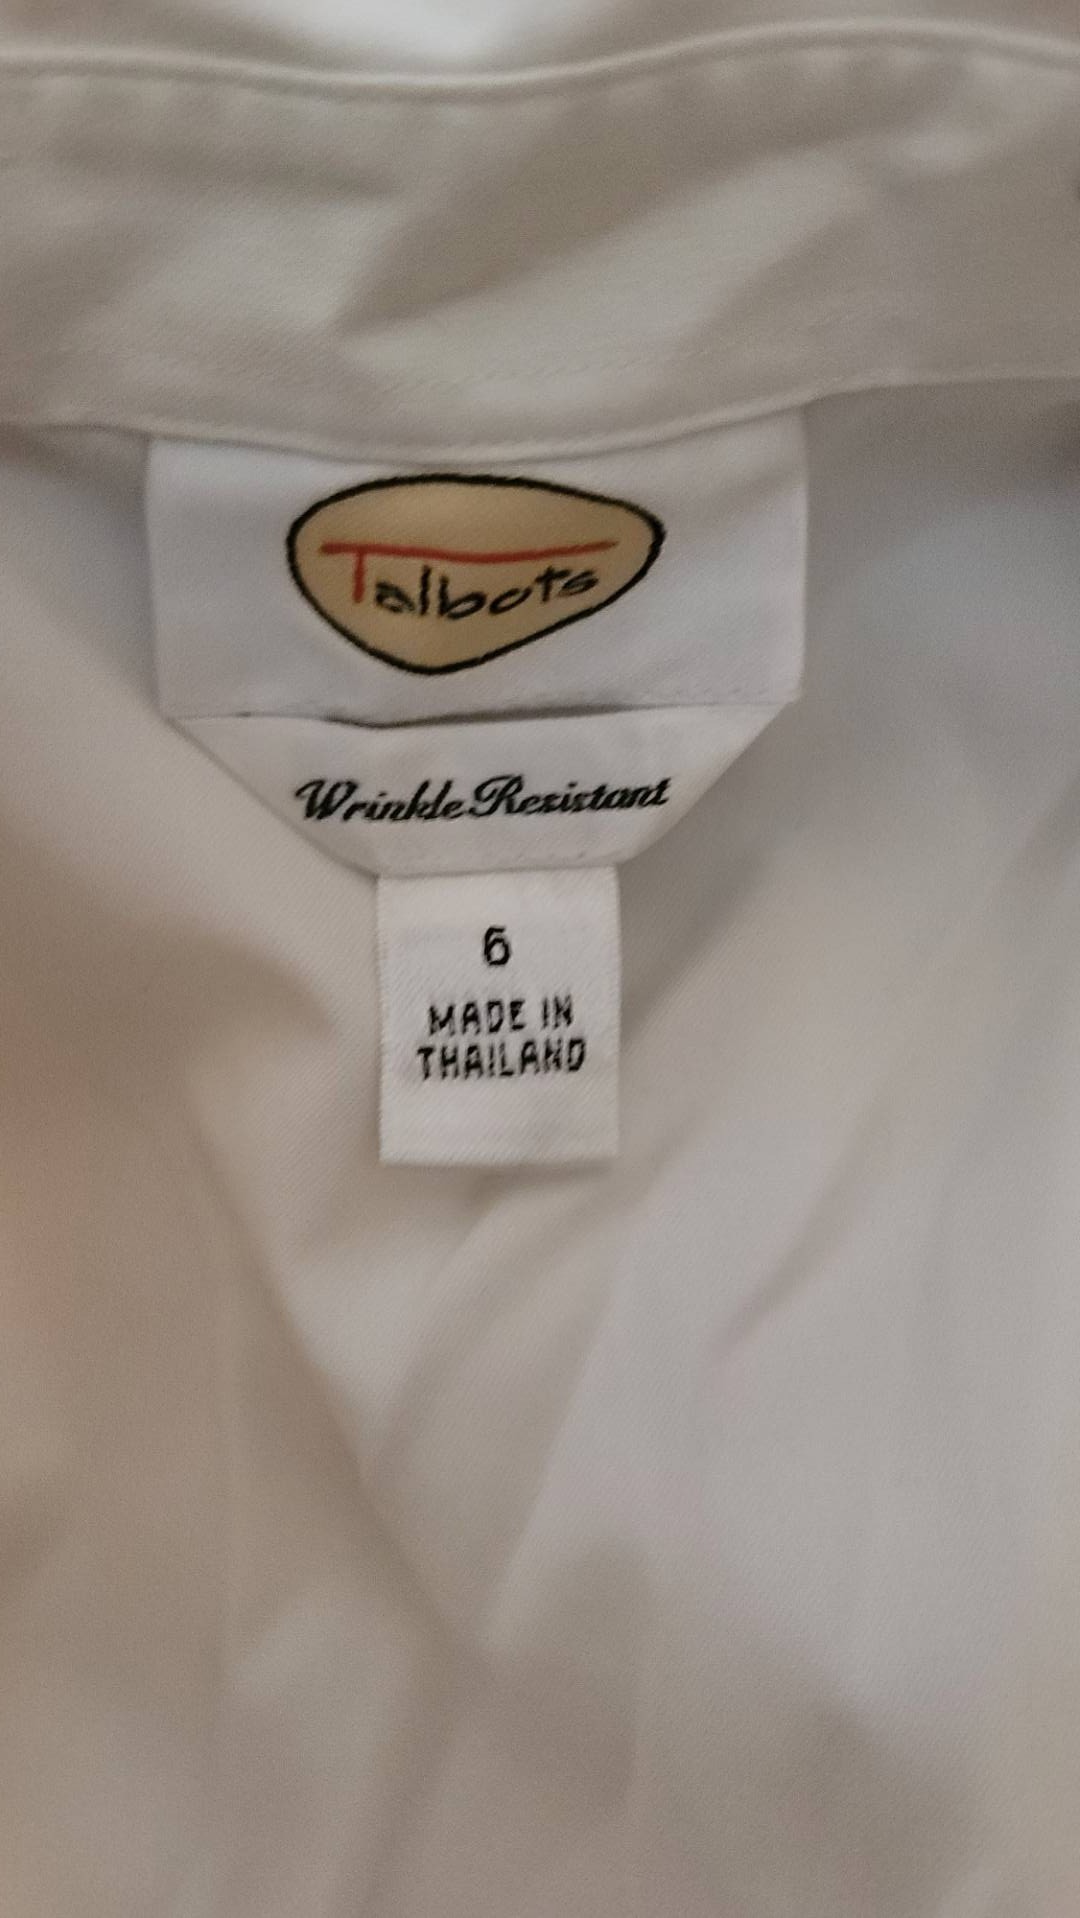 Talbots
Wrinkle Resistant
6
MADE IN
THAILAND